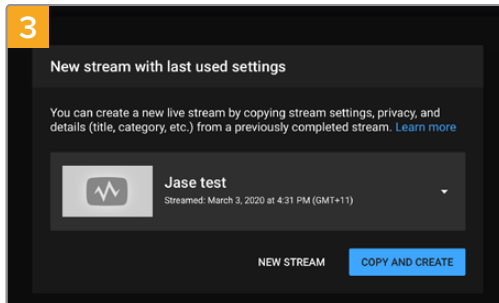 3
New stream with last used settings
You can create a new live stream by copying stream settings, privacy, and
details (title, category, etc.) from a previously completed stream. Learn more
Jase test
Streamed: March 3, 2020 at 4:31 PM (GMT+11)
NEW STREAM
COPY AND CREATE